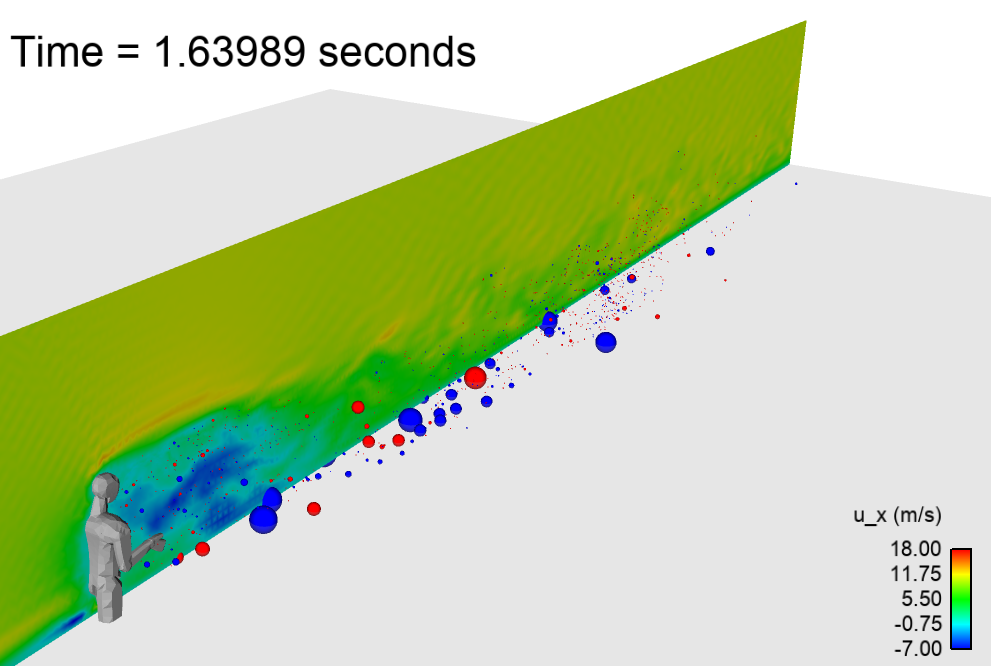 Time = 1.63989 seconds
u_x (m/s)
18.00
11.75
5.50
-0.75
-7.00